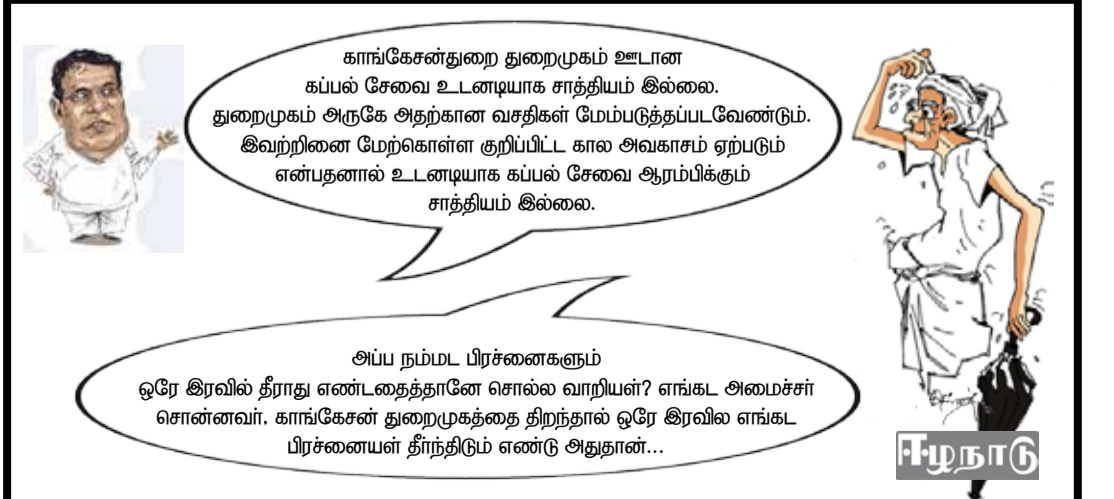 காங்கேசன்துறை துறைமுகம் ஊடான
கப்பல் சேவை உடனடியாக சாத்தியம் இல்லை.
துறைமுகம் அருகே அதற்கான வசதிகள் மேம்படுத்தப்படவேண்டும்.
இவற்றினை மேற்கொள்ள குறிப்பிட்ட கால அவகாசம் ஏற்படும்
என்பதனால் உடனடியாக கப்பல் சேவை ஆரம்பிக்கும்
சாத்தியம் இல்லை.
அப்ப நம்மட பிரச்னைகளும்
ஒரே இரவில் தீராது எண்டதைத்தானே சொல்ல வாறியள்? எங்கட அமைச்சர்
சொன்னவர், காங்கேசன் துறைமுகத்தை திறந்தால் ஒரே இரவில எங்கட
பிரச்னையள் தீர்ந்திடும் எண்டு அதுதான்...
ஈழநாடு